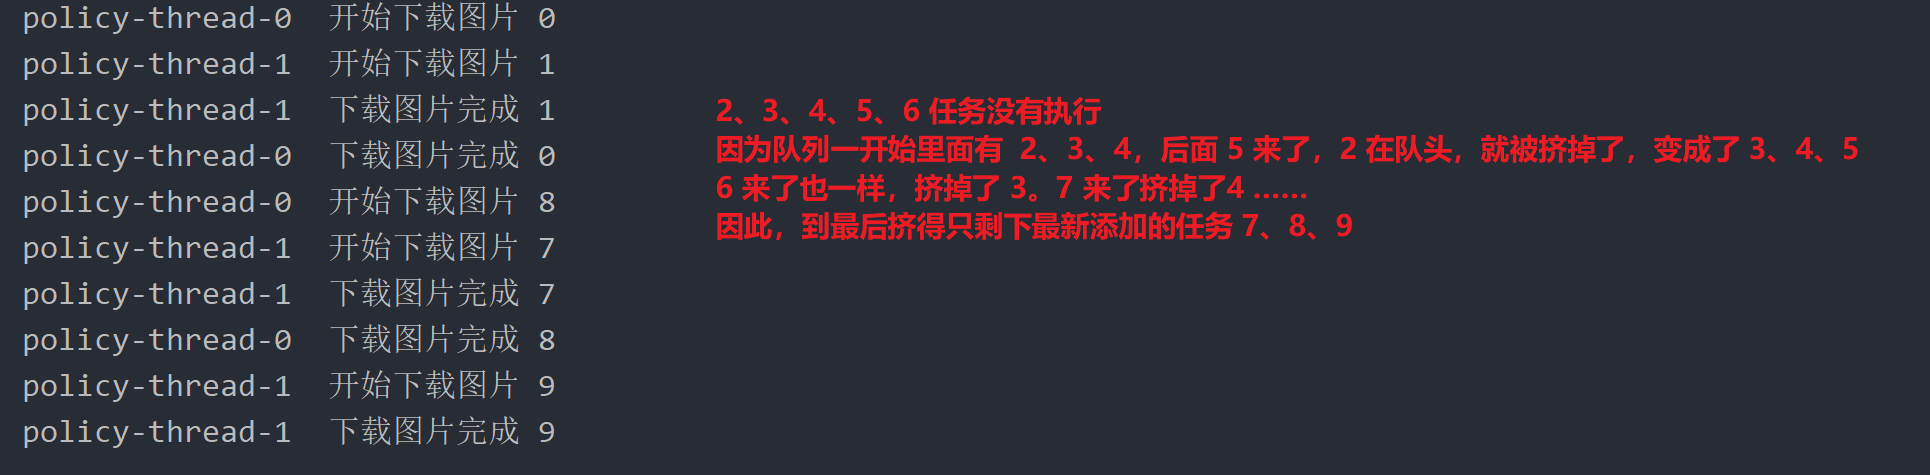 policy-thread-0  开始下载图片 0
policy-thread-1  开始下载图片 1
policy-thread-1  下载图片完成 1
policy-thread-0  下载图片完成 0
policy-thread-0  开始下载图片 8
policy-thread-1  开始下载图片 7
policy-thread-1  下载图片完成 7
policy-thread-0  下载图片完成 8
policy-thread-1  开始下载图片 9
policy-thread-1  下载图片完成 9
2、3、4、5、6 任务没有执行
因为队列一开始里面有  2、3、4，后面 5 来了，2 在队头，就被挤掉了，变成了 3、4、5
6 来了也一样，挤掉了 3。7 来了挤掉了4 ......
因此，到最后挤得只剩下最新添加的任务 7、8、9